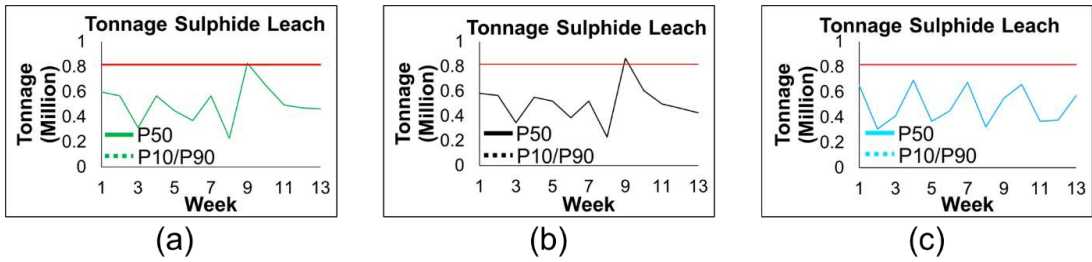 Tonnage Sulphide Leach
Tonnage
(Million)
1
0.8
0.6
0.4
0.2
0
P50
P10/P90
1 3 5 7 9 11 13
Week
(a)
Tonnage Sulphide Leach
Tonnage
(Million)
1
0.8
0.6
0.4
0.2
0
P50
P10/P90
1 3 5 7 9 11 13
Week
(b)
Tonnage Sulphide Leach
Tonnage
(Million)
1
0.8
0.6
0.4
0.2
0
P50
P10/P90
1 3 5 7 9 11 13
Week
(c)